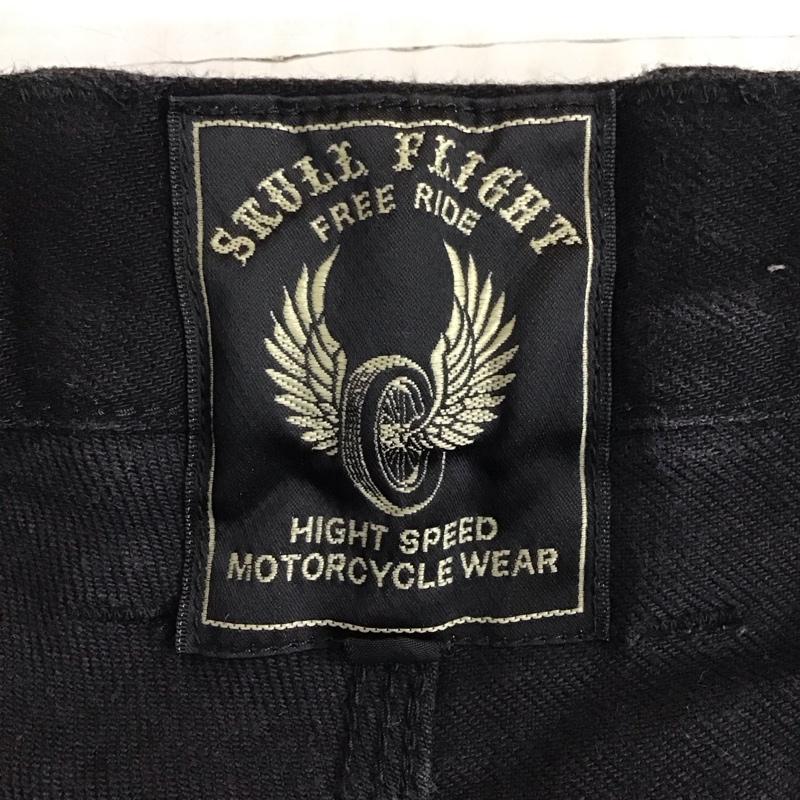 SKULL FLIGHT
FREE RIDE
HIGHT SPEED
MOTORCYCLE WEAR